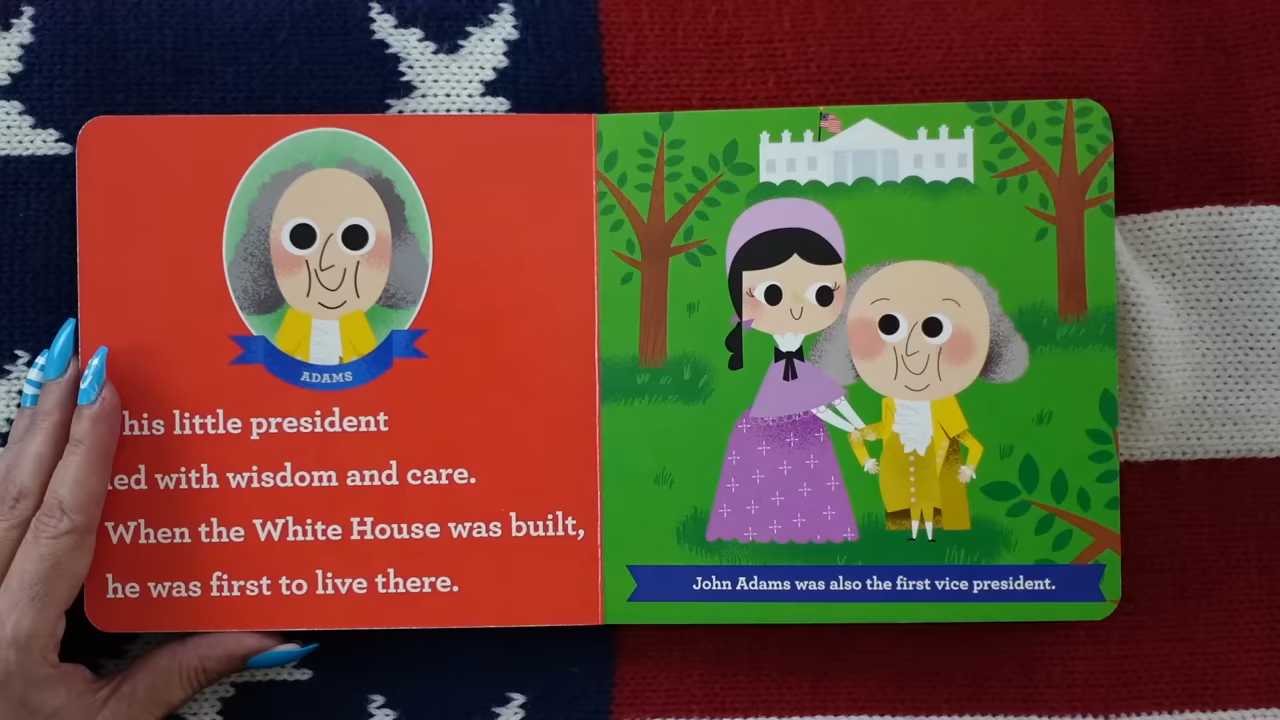 ADAMS
his little president
ed with wisdom and care.
When the White House was built,
he was first to live there.
John Adams was also the first vice president.